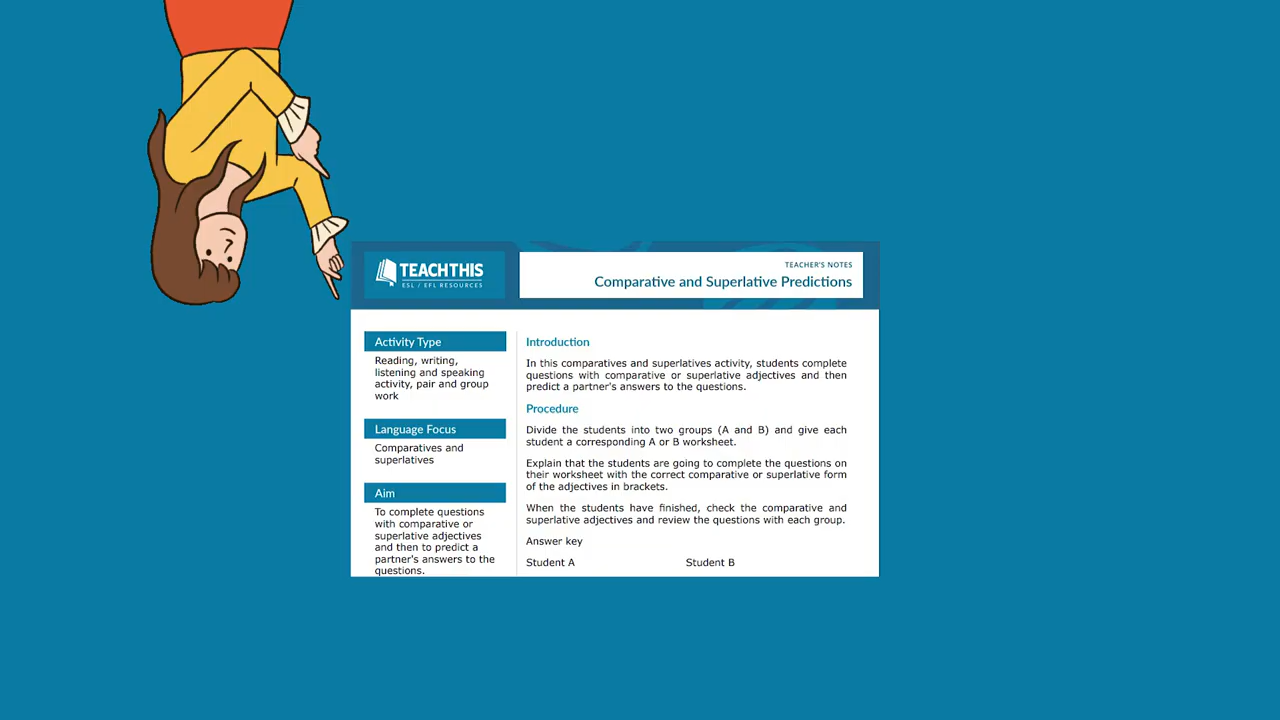 TEACHTHIS
ESL / EFL RESOURCES
TEACHER'S NOTES
Comparative and Superlative Predictions
Activity Type
Reading, writing,
listening and speaking
activity, pair and group
work
Language Focus
Comparatives and
superlatives
Aim
To complete questions
with comparative or
superlative adjectives
and then to predict a
partner's answers to the
questions.
Introduction
In this comparatives and superlatives activity, students complete
questions with comparative or superlative adjectives and then
predict a partner's answers to the questions.
Procedure
Divide the students into two groups (A and B) and give each
student a corresponding A or B worksheet.
Explain that the students are going to complete the questions on
their worksheet with the correct comparative or superlative form
of the adjectives in brackets.
When the students have finished, check the comparative and
superlative adjectives and review the questions with each group.
Answer key
Student A Student B